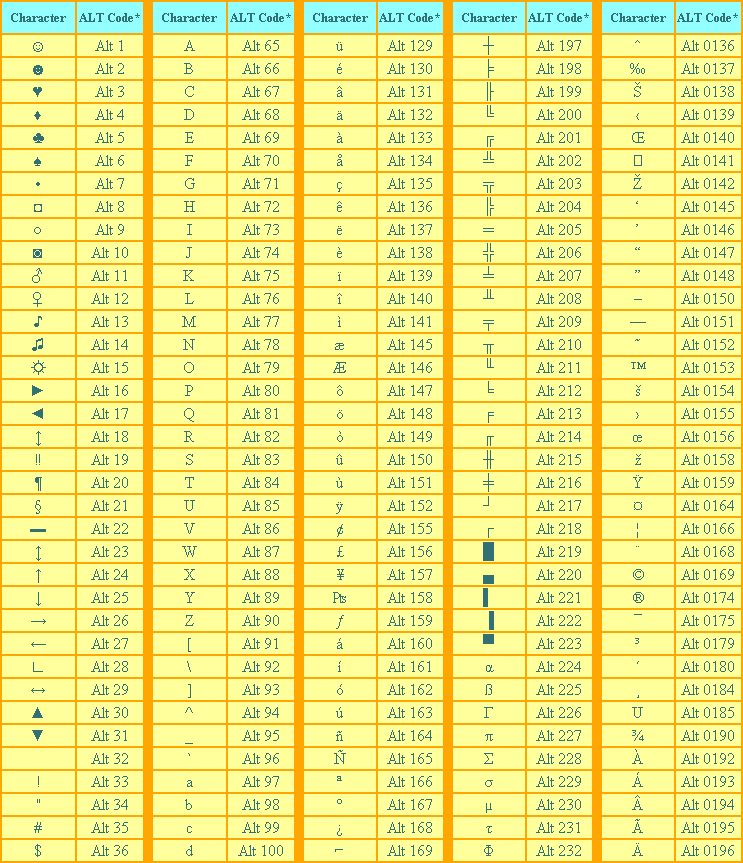 Character ALT Code* Character ALT Code* Character ALT Code* Character ALT Code* Character ALT Code*
☺ Alt 1 A Alt 65 ü Alt 129 ┼ Alt 197 ˆ Alt 0136
☻ Alt 2 B Alt 66 é Alt 130 ╞ Alt 198 ‰ Alt 0137
♥ Alt 3 C Alt 67 â Alt 131 ╟ Alt 199 Š Alt 0138
♦ Alt 4 D Alt 68 ä Alt 132 ╚ Alt 200 ‹ Alt 0139
♣ Alt 5 E Alt 69 à Alt 133 ╔ Alt 201 Œ Alt 0140
♠ Alt 6 F Alt 70 å Alt 134 ╩ Alt 202 □ Alt 0141
• Alt 7 G Alt 71 ç Alt 135 ╦ Alt 203 Ž Alt 0142
◘ Alt 8 H Alt 72 ê Alt 136 ╠ Alt 204 ‘ Alt 0145
○ Alt 9 I Alt 73 ë Alt 137 ═ Alt 205 ’ Alt 0146
◙ Alt 10 J Alt 74 è Alt 138 ╬ Alt 206 “ Alt 0147
♂ Alt 11 K Alt 75 ï Alt 139 ╧ Alt 207 ” Alt 0148
♀ Alt 12 L Alt 76 î Alt 140 ╨ Alt 208 – Alt 0150
♪ Alt 13 M Alt 77 ì Alt 141 ╤ Alt 209 — Alt 0151
♫ Alt 14 N Alt 78 æ Alt 145 ╥ Alt 210 ˜ Alt 0152
☼ Alt 15 O Alt 79 Æ Alt 146 ╙ Alt 211 ™ Alt 0153
► Alt 16 P Alt 80 ô Alt 147 ╘ Alt 212 š Alt 0154
◄ Alt 17 Q Alt 81 ö Alt 148 ╒ Alt 213 › Alt 0155
↕ Alt 18 R Alt 82 ò Alt 149 ╓ Alt 214 œ Alt 0156
‼ Alt 19 S Alt 83 û Alt 150 ╫ Alt 215 ž Alt 0158
¶ Alt 20 T Alt 84 ù Alt 151 ╪ Alt 216 Ÿ Alt 0159
§ Alt 21 U Alt 85 ÿ Alt 152 ┘ Alt 217 ¤ Alt 0164
▬ Alt 22 V Alt 86 ¢ Alt 155 ┌ Alt 218 ¦ Alt 0166
↨ Alt 23 W Alt 87 £ Alt 156 █ Alt 219 ¨ Alt 0168
↑ Alt 24 X Alt 88 ¥ Alt 157 ▄ Alt 220 © Alt 0169
↓ Alt 25 Y Alt 89 ₧ Alt 158 ▌ Alt 221 ® Alt 0174
→ Alt 26 Z Alt 90 ƒ Alt 159 ▐ Alt 222 ¯ Alt 0175
← Alt 27 [ Alt 91 á Alt 160 ▀ Alt 223 ³ Alt 0179
∟ Alt 28 \ Alt 92 í Alt 161 α Alt 224 ´ Alt 0180
↔ Alt 29 ] Alt 93 ó Alt 162 ß Alt 225 ¸ Alt 0184
▲ Alt 30 ^ Alt 94 ú Alt 163 Γ Alt 226 U Alt 0185
▼ Alt 31 _ Alt 95 ñ Alt 164 π Alt 227 ¾ Alt 0190
Alt 32 ` Alt 96 Ñ Alt 165 Σ Alt 228 À Alt 0192
! Alt 33 a Alt 97 ª Alt 166 σ Alt 229 Á Alt 0193
" Alt 34 b Alt 98 º Alt 167 µ Alt 230 Â Alt 0194
# Alt 35 c Alt 99 ¿ Alt 168 τ Alt 231 Ã Alt 0195
$ Alt 36 d Alt 100 ⌐ Alt 169 Φ Alt 232 Ä Alt 0196